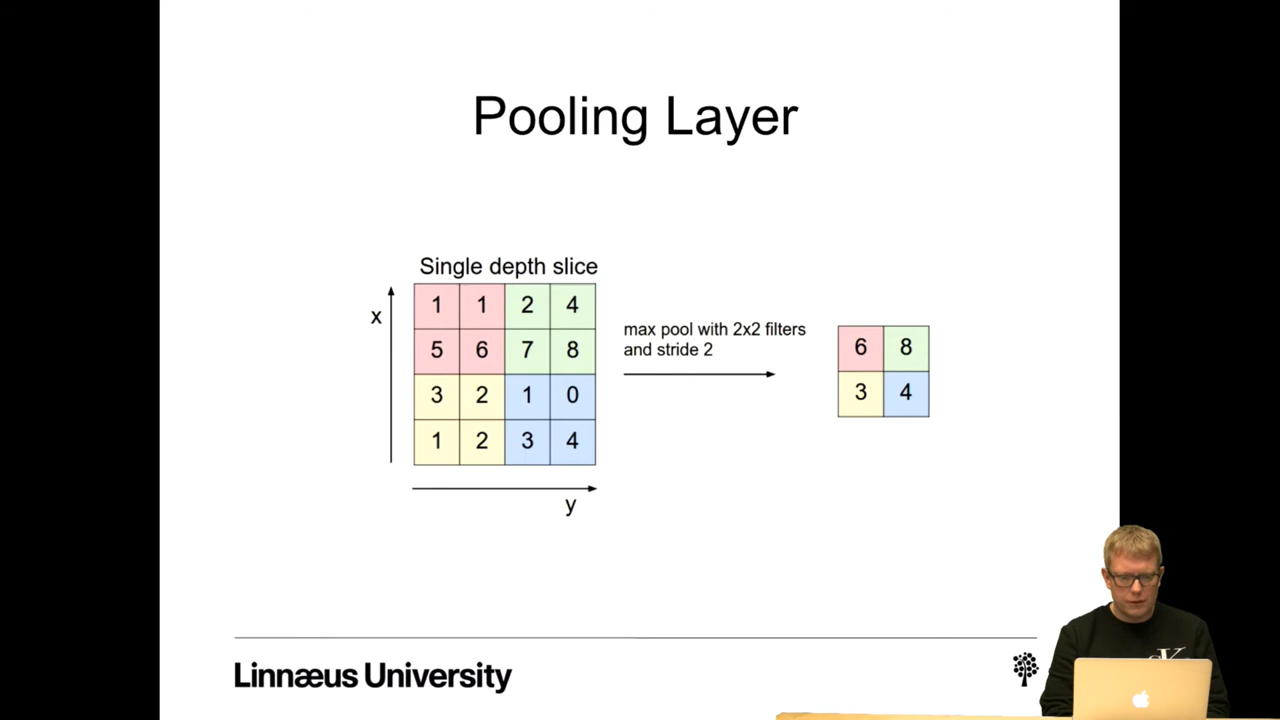 Pooling Layer
Single depth slice
x
1 1 2 4
5 6 7 8
3 2 1 0
1 2 3 4
y
max pool with 2x2 filters
and stride 2
6 8
3 4
Linnæus University